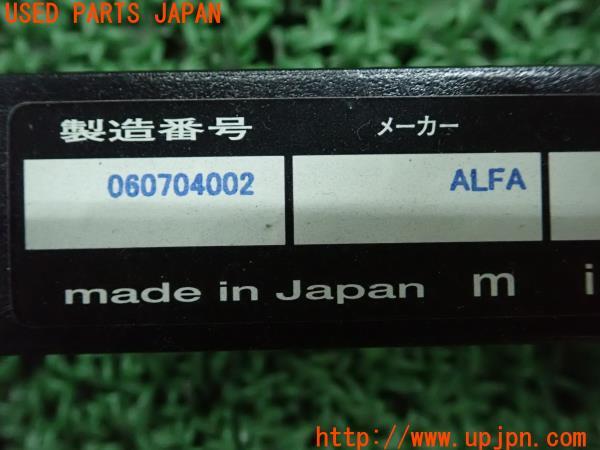 USED PARTS JAPAN
製造番号 メーカー
060704002 ALFA
made in Japan m i
http://www.upjpn.com/